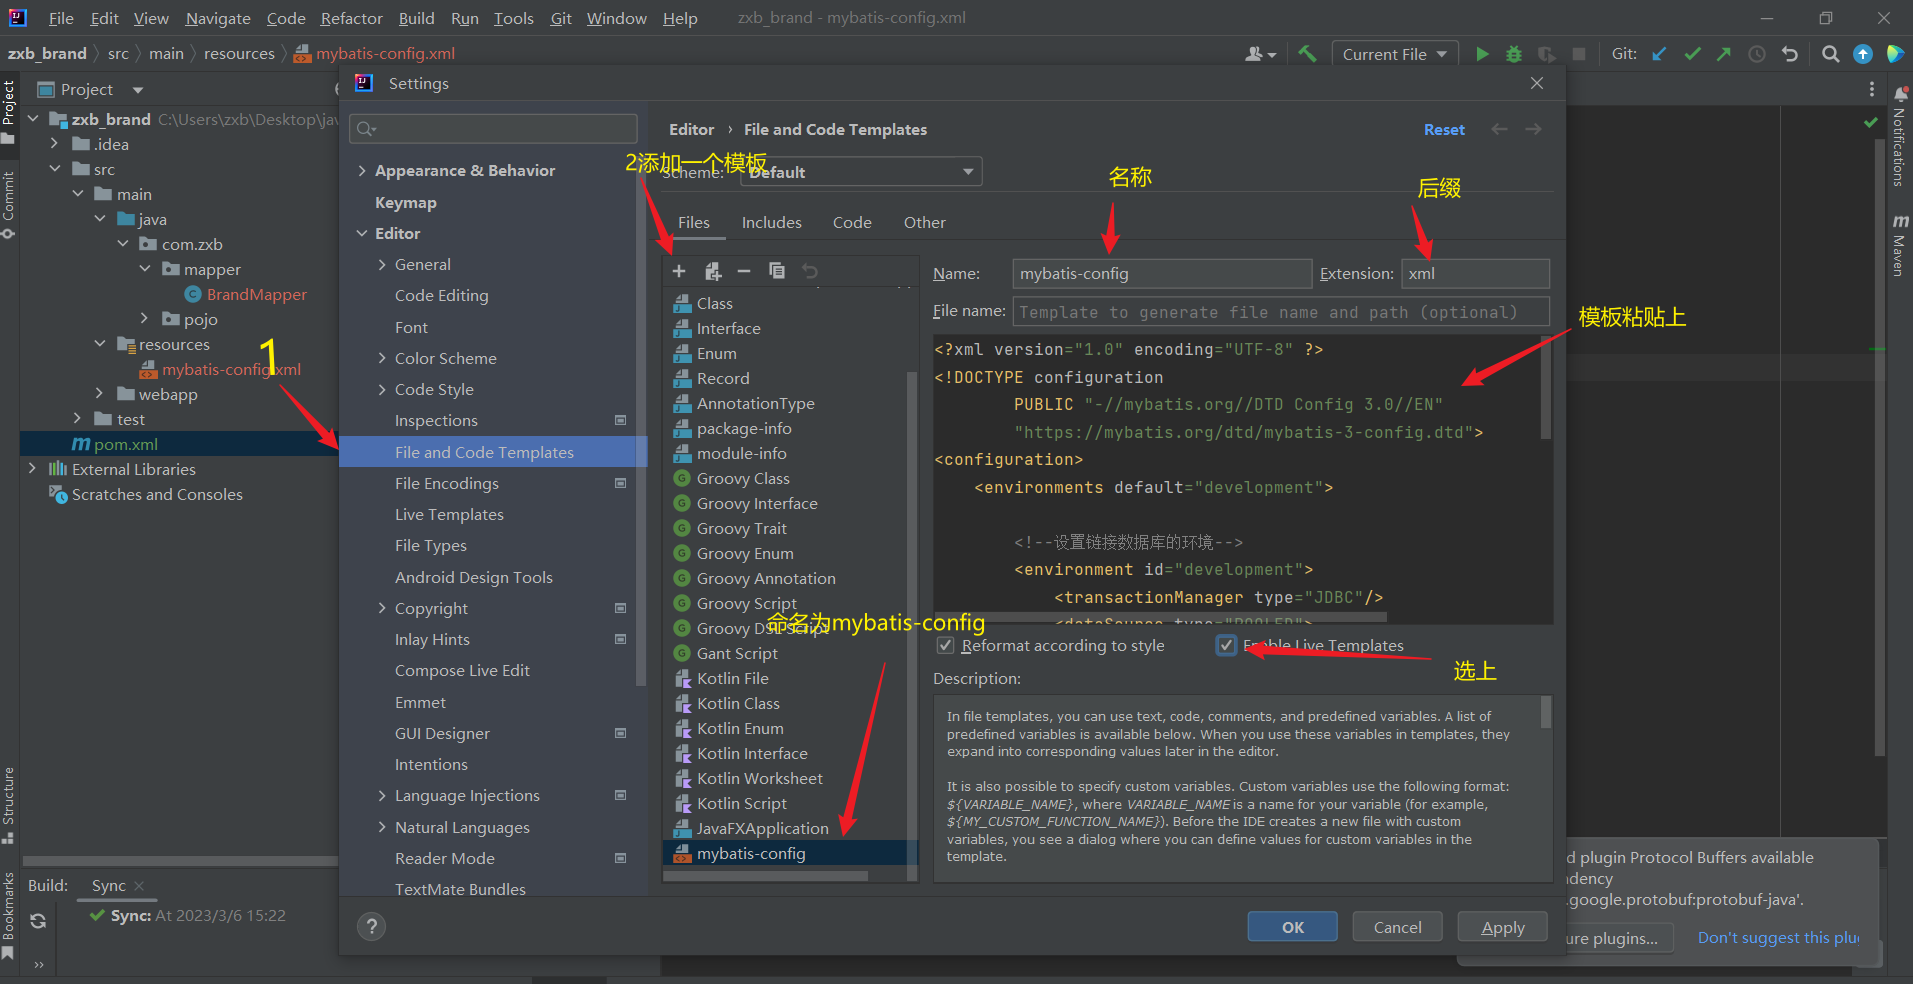 File Edit View Navigate Code Refactor Build Run Tools Git Window Help zxb_brand - mybatis-config.xml
zxb_brand src main resources mybatis-config.xml Current File Git:
Project
Settings
zxb_brand C:\Users\zxb\Desktop\jav
.idea
src
main
java
com.zxb
mapper
BrandMapper
pojo
resources
mybatis-config.xml
webapp
test
pom.xml
External Libraries
Scratches and Consoles
1
Project
Commit
Structure
Bookmarks
Appearance & Behavior
Keymap
Editor
General
Code Editing
Font
Color Scheme
Code Style
Inspections
File and Code Templates
File Encodings
Live Templates
File Types
Android Design Tools
Copyright
Inlay Hints
Compose Live Edit
Emmet
GUI Designer
Intentions
Language Injections
Natural Languages
Reader Mode
TextMate Bundles
Editor › File and Code Templates Reset
2添加一个模板
Scheme: Default
名称
后缀
Files Includes Code Other
Class
Interface
Enum
Record
AnnotationType
package-info
module-info
Groovy Class
Groovy Interface
Groovy Trait
Groovy Enum
Groovy Annotation
Groovy Script
Groovy DSL Script
Gant Script
Kotlin File
Kotlin Class
Kotlin Enum
Kotlin Interface
Kotlin Worksheet
Kotlin Script
JavaFXApplication
mybatis-config
命名为mybatis-config
Name: mybatis-config Extension: xml
File name: Template to generate file name and path (optional)
模板粘贴上
<?xml version="1.0" encoding="UTF-8" ?>
<!DOCTYPE configuration
PUBLIC "-//mybatis.org//DTD Config 3.0//EN"
"https://mybatis.org/dtd/mybatis-3-config.dtd">
<configuration>
<environments default="development">
<!--设置链接数据库的环境-->
<environment id="development">
<transactionManager type="JDBC"/>
<dataSource type="POOLED">
Reformat according to style Enable Live Templates
选上
Description:
In file templates, you can use text, code, comments, and predefined variables. A list of
predefined variables is available below. When you use these variables in templates, they
expand into corresponding values later in the editor.
It is also possible to specify custom variables. Custom variables use the following format:
${VARIABLE_NAME}, where VARIABLE_NAME is a name for your variable (for example,
${MY_CUSTOM_FUNCTION_NAME}). Before the IDE creates a new file with custom
variables, you see a dialog where you can define values for custom variables in the
template.
? OK Cancel Apply
Build: Sync
Sync: At 2023/3/6 15:22
Notifications
Maven
d plugin Protocol Buffers available
ndency
.google.protobuf:protobuf-java'.
ure plugins... Don't suggest this plu